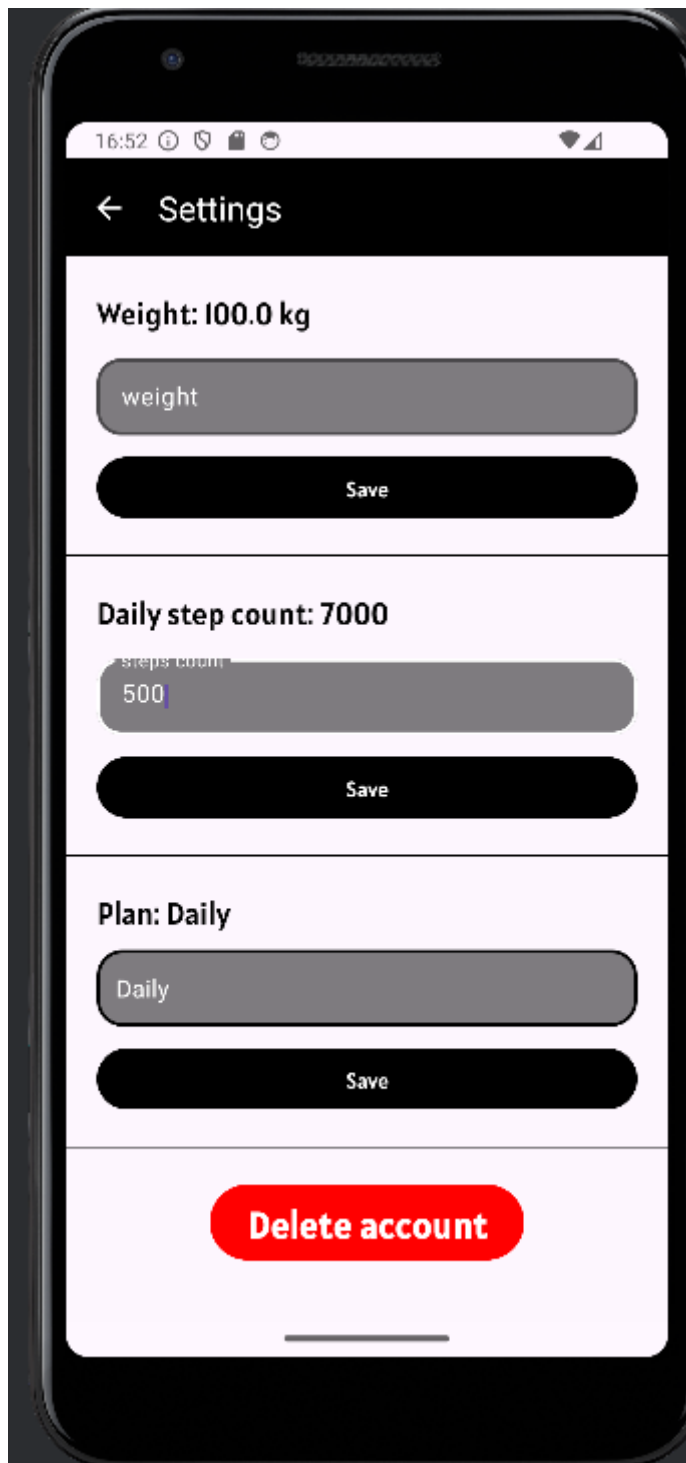 16:52
Settings
Weight: 100.0 kg
weight
Save
Daily step count: 7000
steps count
500
Save
Plan: Daily
Daily
Save
Delete account